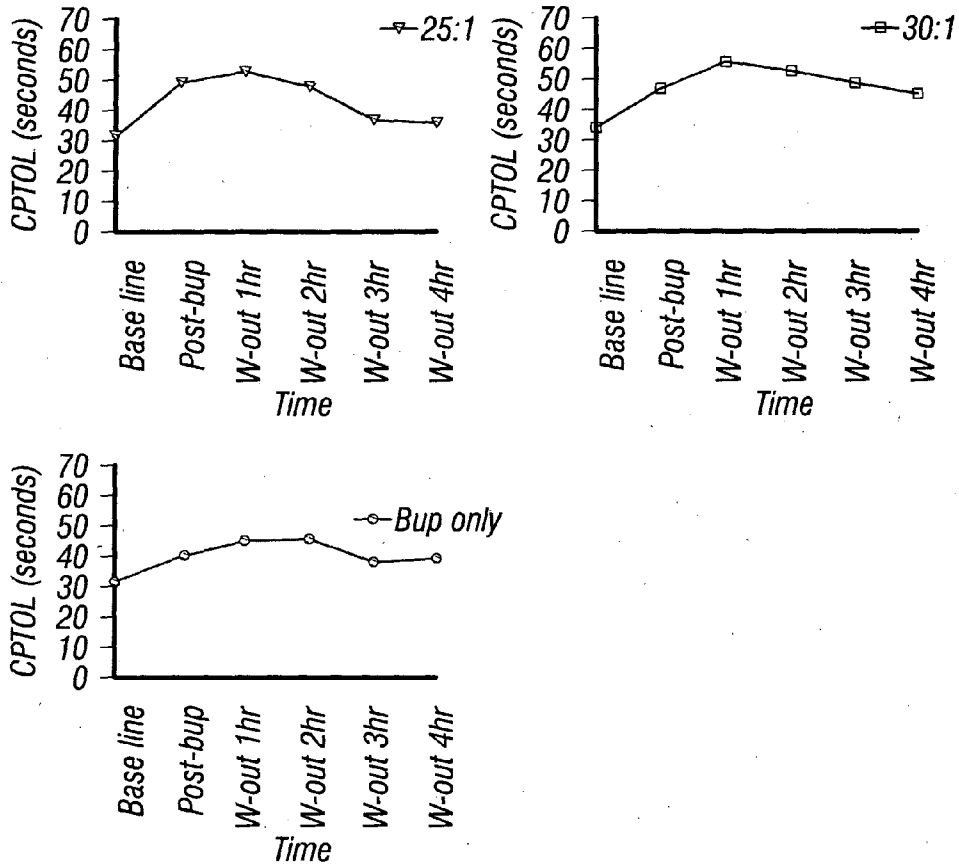 CPTOL (seconds)
70
60
50
40
30
20
10
0
25:1
Base line
Post-bup
W-out 1hr
W-out 2hr
W-out 3hr
W-out 4hr
Time
CPTOL (seconds)
70
60
50
40
30
20
10
0
30:1
Base line
Post-bup
W-out 1hr
W-out 2hr
W-out 3hr
W-out 4hr
Time
CPTOL (seconds)
70
60
50
40
30
20
10
0
Bup only
Base line
Post-bup
W-out 1hr
W-out 2hr
W-out 3hr
W-out 4hr
Time